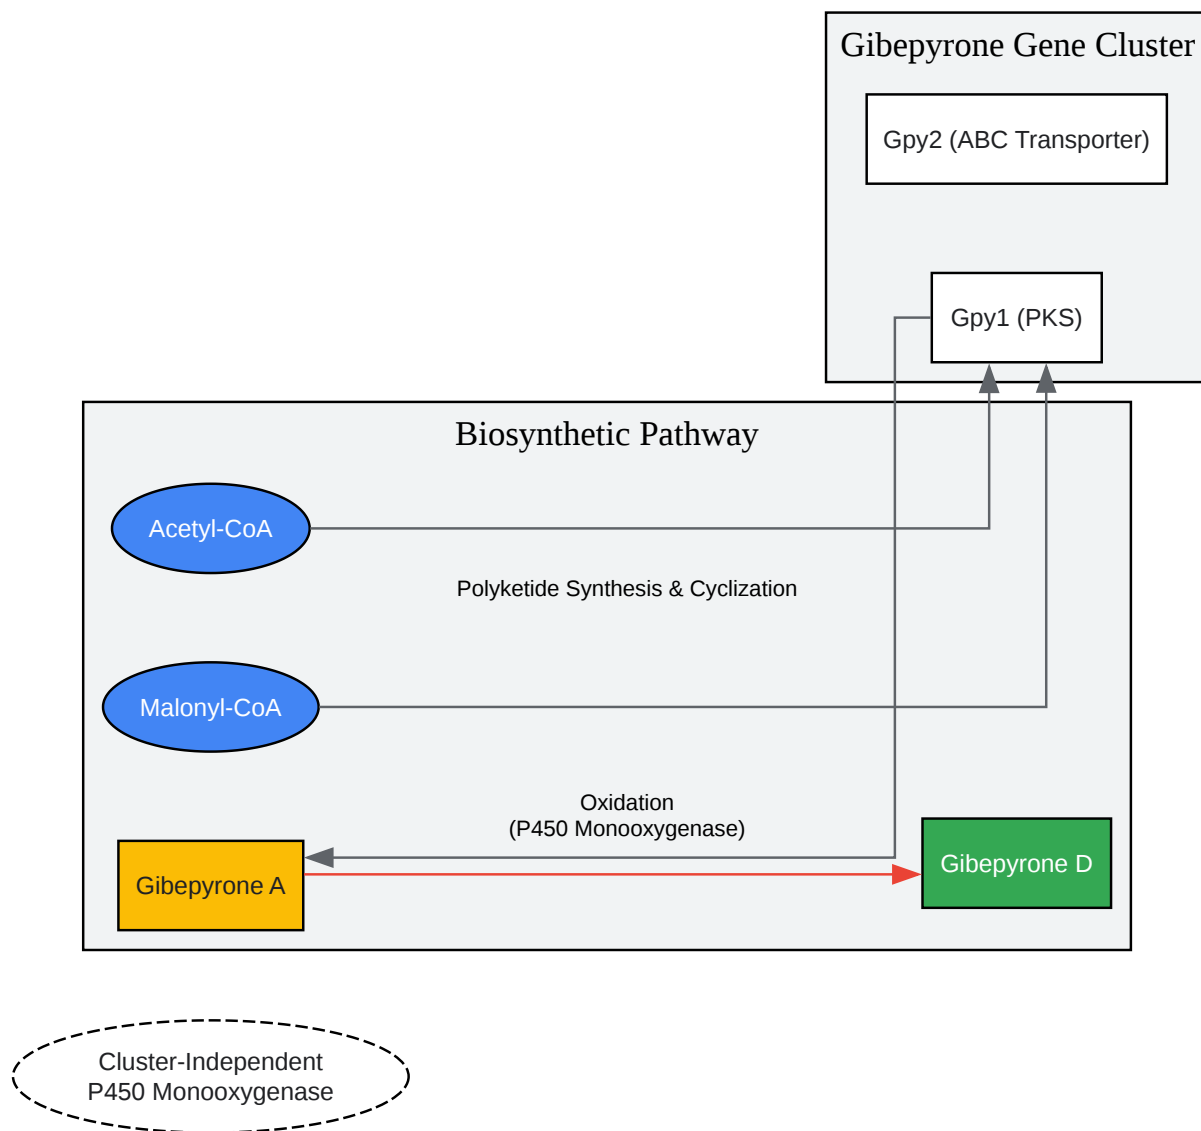 Gibepyrone Gene Cluster
Gpy2 (ABC Transporter)
Gpy1 (PKS)
Biosynthetic Pathway
Acetyl-CoA
Polyketide Synthesis & Cyclization
Malonyl-CoA
Oxidation
(P450 Monooxygenase)
Gibepyrone A
Gibepyrone D
Cluster-Independent
P450 Monooxygenase